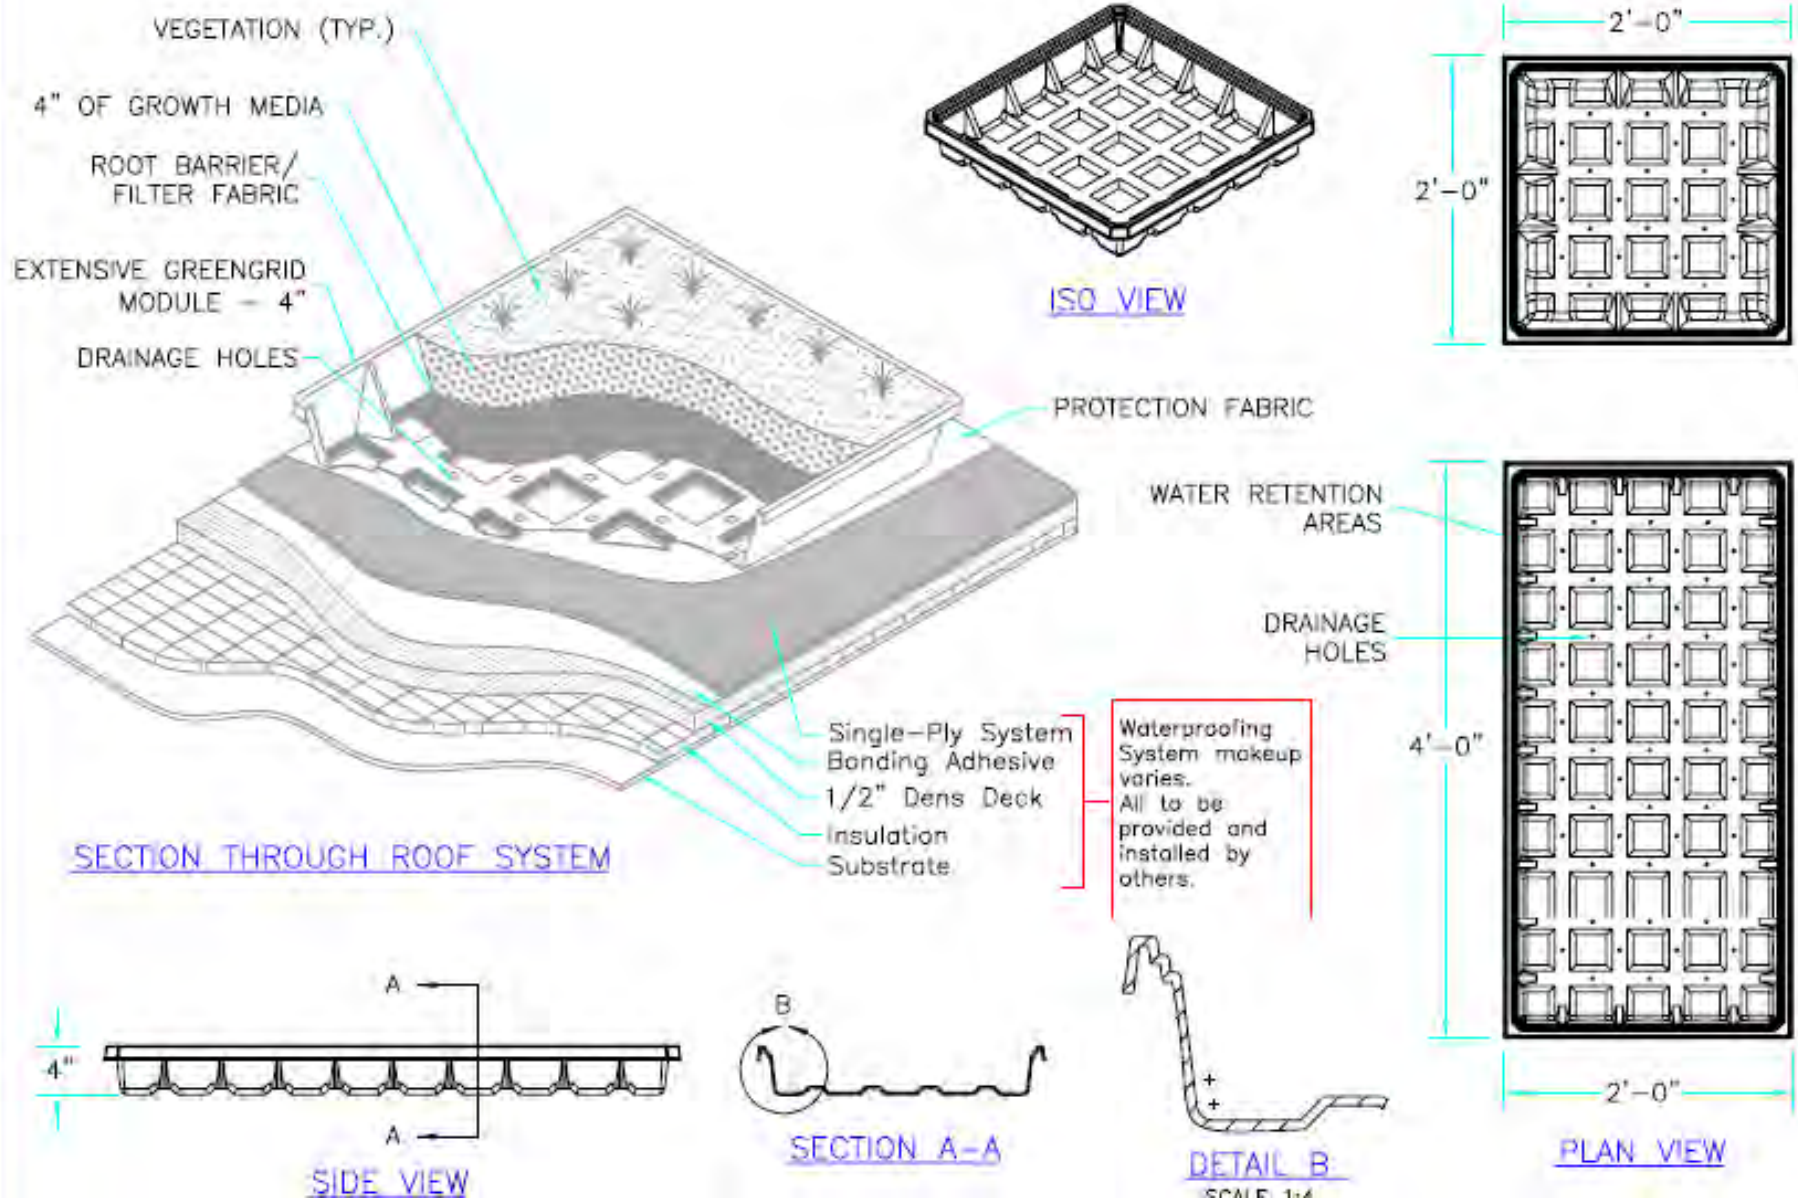 VEGETATION (TYP.)
4" OF GROWTH MEDIA
ROOT BARRIER/
FILTER FABRIC
EXTENSIVE GREENGRID
MODULE - 4"
DRAINAGE HOLES
ISO VIEW
2'-0"
2'-0"
PROTECTION FABRIC
WATER RETENTION
AREAS
DRAINAGE
HOLES
4'-0"
2'-0"
PLAN VIEW
Single-Ply System
Bonding Adhesive
1/2" Dens Deck
Insulation
Substrate
Waterproofing
System makeup
varies.
All to be
provided and
installed by
others.
SECTION THROUGH ROOF SYSTEM
A
4"
A
SIDE VIEW
B
SECTION A-A
DETAIL B
SCALE 1:4